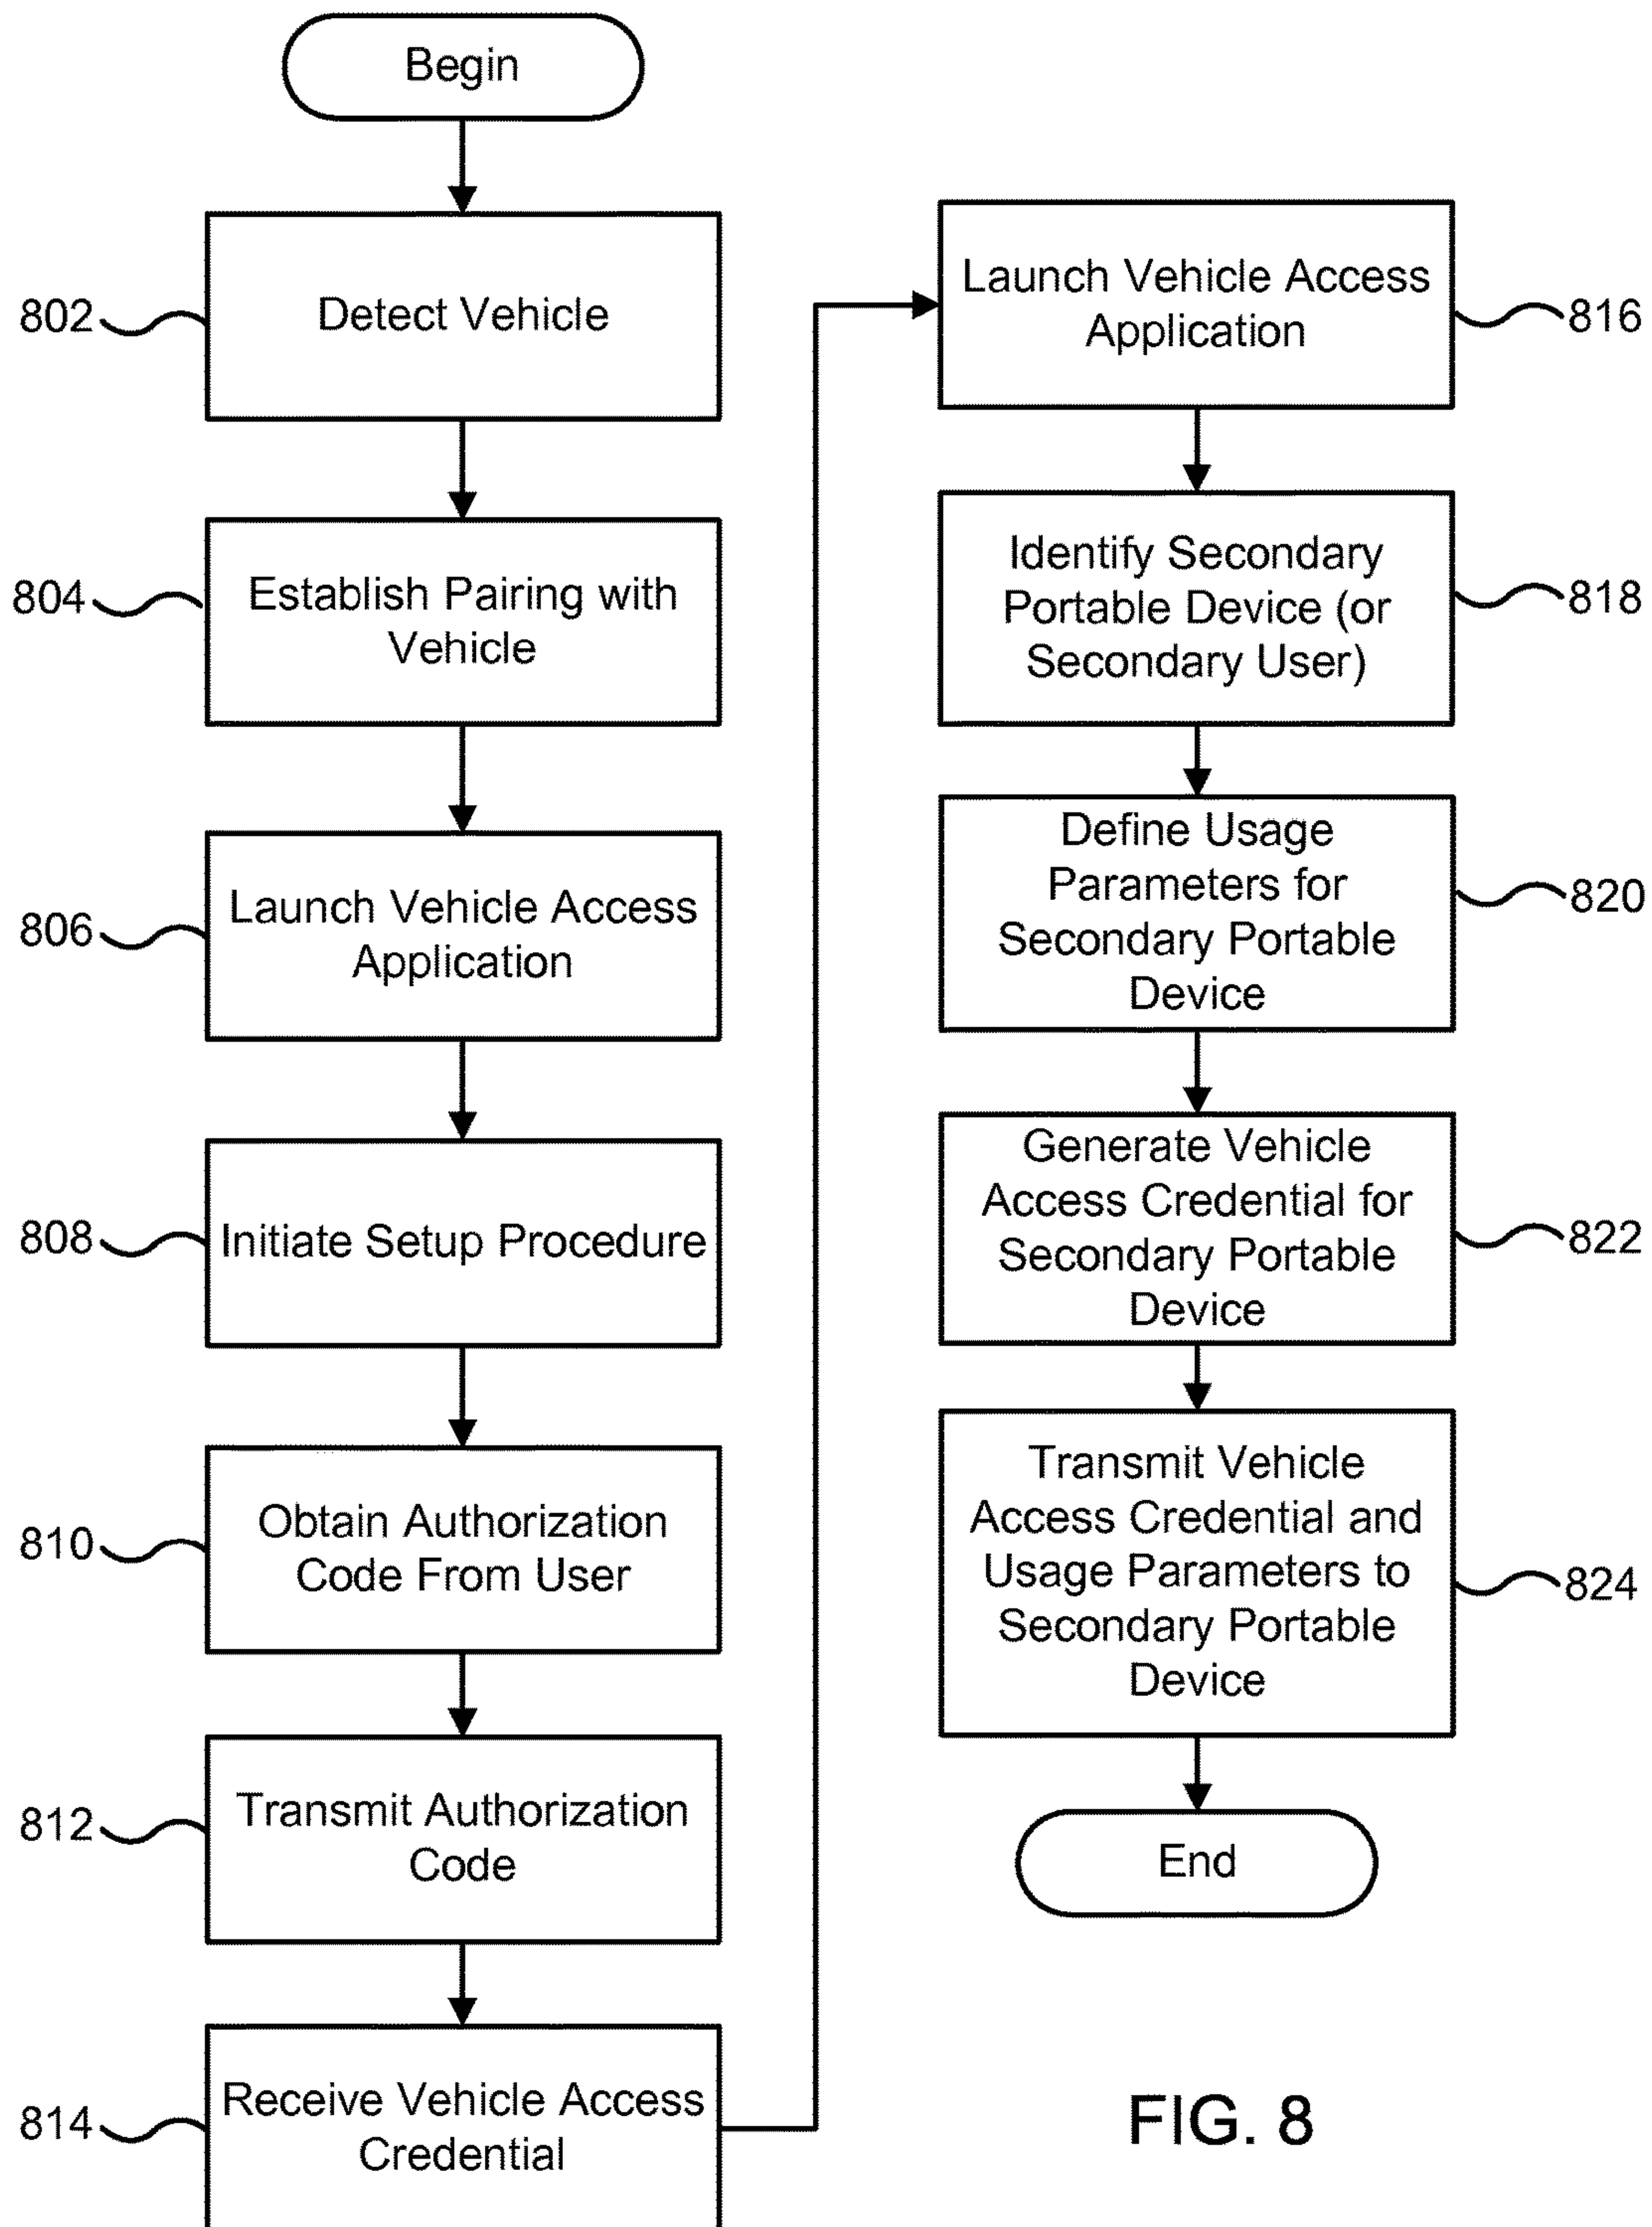 Begin
802
Detect Vehicle
804
Establish Pairing with
Vehicle
806
Launch Vehicle Access
Application
808
Initiate Setup Procedure
810
Obtain Authorization
Code From User
812
Transmit Authorization
Code
814
Receive Vehicle Access
Credential
Launch Vehicle Access
Application
816
Identify Secondary
Portable Device (or
Secondary User)
818
Define Usage
Parameters for
Secondary Portable
Device
820
Generate Vehicle
Access Credential for
Secondary Portable
Device
822
Transmit Vehicle
Access Credential and
Usage Parameters to
Secondary Portable
Device
824
End
FIG. 8